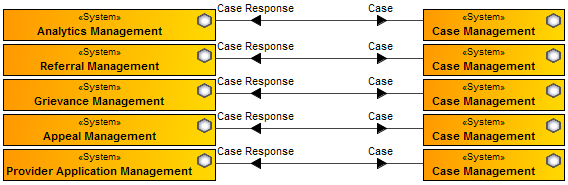 «System» Case Response Case «System»
Analytics Management Case Management
«System» Case Response Case «System»
Referral Management Case Management
«System» Case Response Case «System»
Grievance Management Case Management
«System» Case Response Case «System»
Appeal Management Case Management
«System» Case Response Case «System»
Provider Application Management Case Management